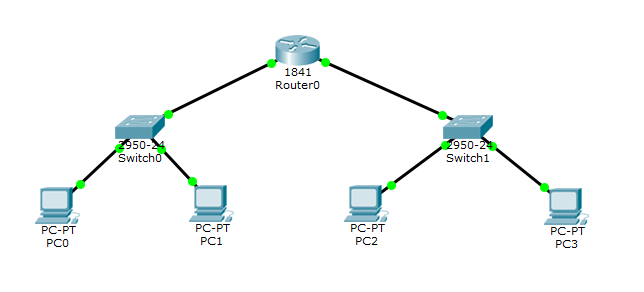 1841
Router0
2950-24
Switch0
2950-24
Switch1
PC-PT
PC0
PC-PT
PC1
PC-PT
PC2
PC-PT
PC3